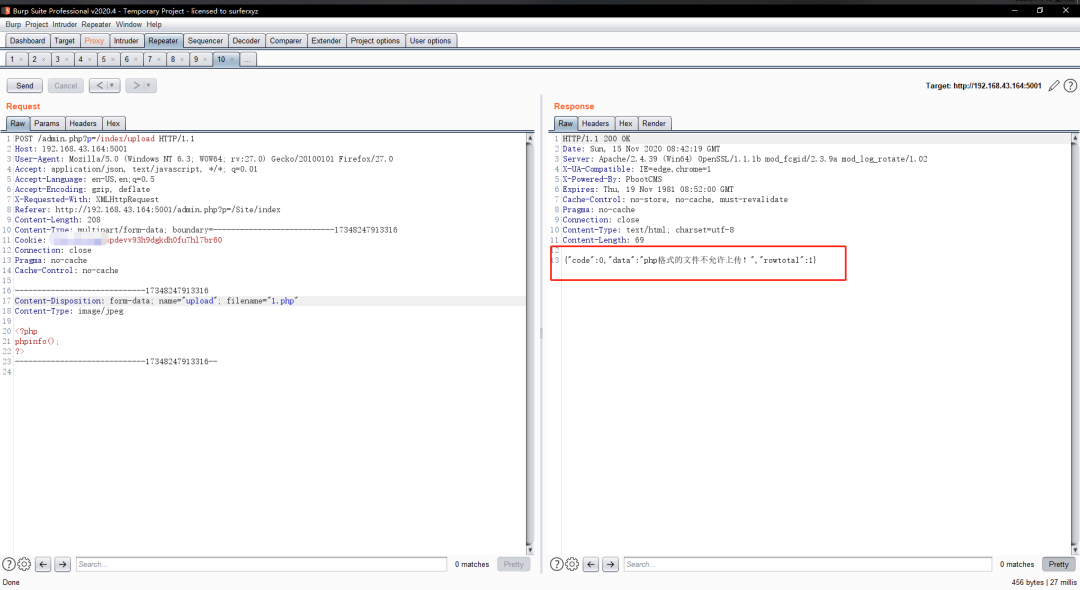 Burp Suite Professional v2020.4 - Temporary Project - licensed to surferxyz
Burp Project Intruder Repeater Window Help
Dashboard Target Proxy Intruder Repeater Sequencer Decoder Comparer Extender Project options User options
1 × 2 × 3 × 4 × 5 × 6 × 7 × 8 × 9 × 10 × ...
Send Cancel < | ▾ > | ▾ Target: http://192.168.43.164:5001
Request
Raw Params Headers Hex
1 POST /admin.php?p=/index/upload HTTP/1.1
2 Host: 192.168.43.164:5001
3 User-Agent: Mozilla/5.0 (Windows NT 6.3; WOW64; rv:27.0) Gecko/20100101 Firefox/27.0
4 Accept: application/json, text/javascript, */*; q=0.01
5 Accept-Language: en-US,en;q=0.5
6 Accept-Encoding: gzip, deflate
7 X-Requested-With: XMLHttpRequest
8 Referer: http://192.168.43.164:5001/admin.php?p=/Site/index
9 Content-Length: 208
10 Content-Type: multipart/form-data; boundary=---------------------------17348247913316
11 Cookie: pdevv93h9dgkdh0fu7hl7br60
12 Connection: close
13 Pragma: no-cache
14 Cache-Control: no-cache
15
16 -----------------------------17348247913316
17 Content-Disposition: form-data; name="upload"; filename="1.php"
18 Content-Type: image/jpeg
19
20 <?php
21 phpinfo();
22 ?>
23 -----------------------------17348247913316--
24
Search... 0 matches Pretty
Response
Raw Headers Hex Render
1 HTTP/1.1 200 OK
2 Date: Sun, 15 Nov 2020 08:42:19 GMT
3 Server: Apache/2.4.39 (Win64) OpenSSL/1.1.1b mod_fcgid/2.3.9a mod_log_rotate/1.02
4 X-UA-Compatible: IE=edge,chrome=1
5 X-Powered-By: PbootCMS
6 Expires: Thu, 19 Nov 1981 08:52:00 GMT
7 Cache-Control: no-store, no-cache, must-revalidate
8 Pragma: no-cache
9 Connection: close
10 Content-Type: text/html; charset=utf-8
11 Content-Length: 69
12
13 {"code":0,"data":"php格式的文件不允许上传！","rowtotal":1}
Search... 0 matches Pretty
Done 456 bytes | 27 millis